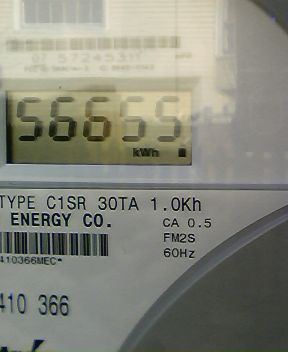 56655
kWh
TYPE C1SR 30TA 1.0Kh
ENERGY CO.
CA 0.5
FM2S
60Hz
410366MEC*
410 366